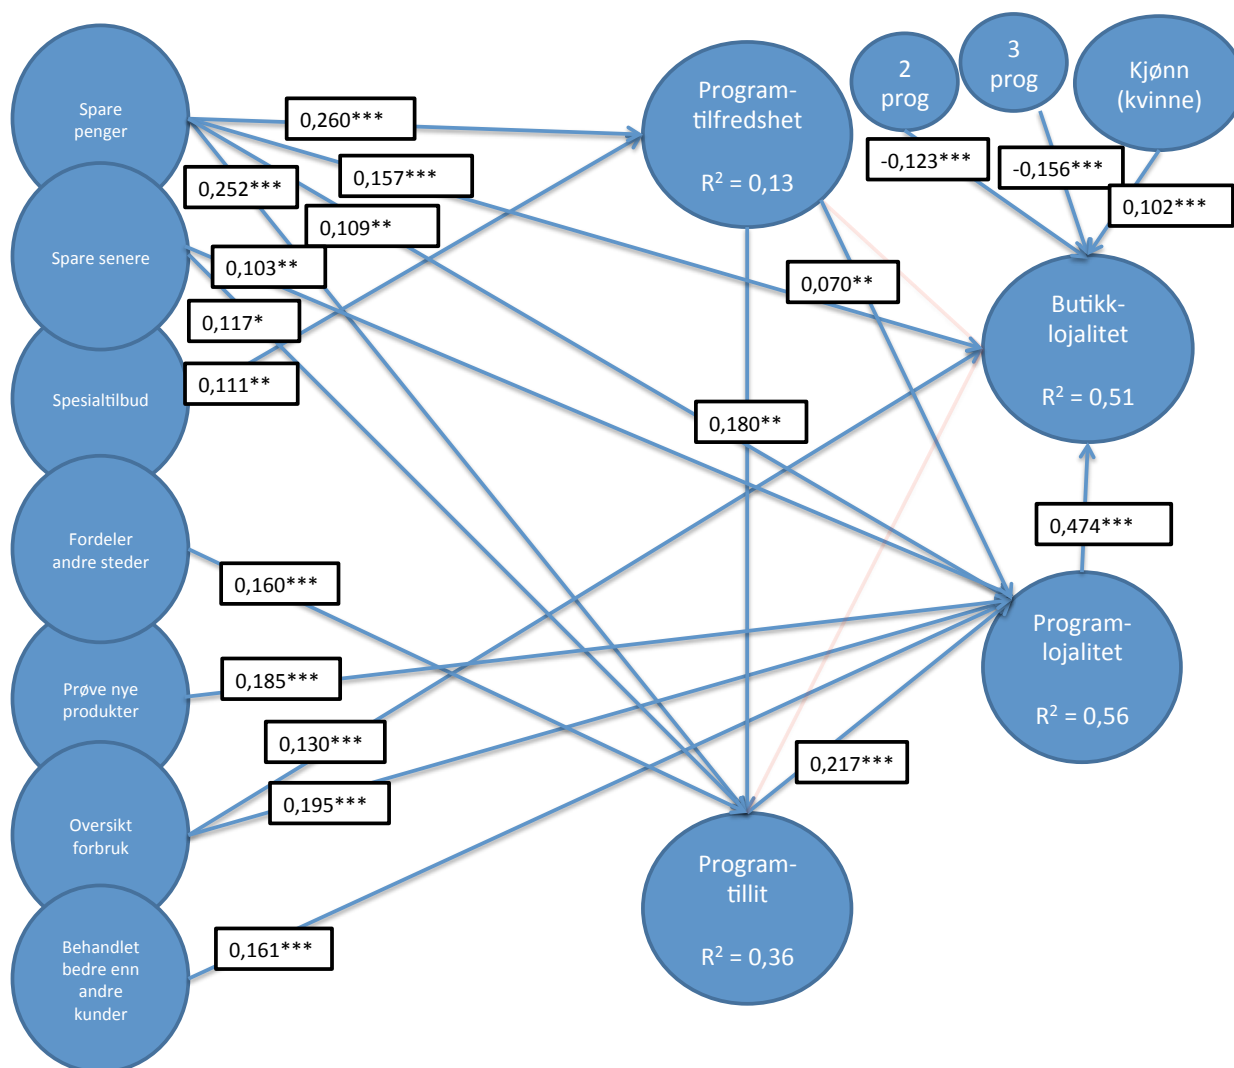 Spare
penger
Spare senere
Spesialtilbud
Fordeler
andre steder
Prøve nye
produkter
Oversikt
forbruk
Behandlet
bedre enn
andre
kunder
0,260***
0,157***
0,252***
0,109**
0,103**
0,117*
0,111**
0,160***
0,185***
0,130***
0,195***
0,161***
Program-
tilfredshet
R² = 0,13
0,180**
0,070**
0,217***
Program-
tillit
R² = 0,36
2
prog
3
prog
Kjønn
(kvinne)
-0,123***
-0,156***
0,102***
Butikk-
lojalitet
R² = 0,51
0,474***
Program-
lojalitet
R² = 0,56